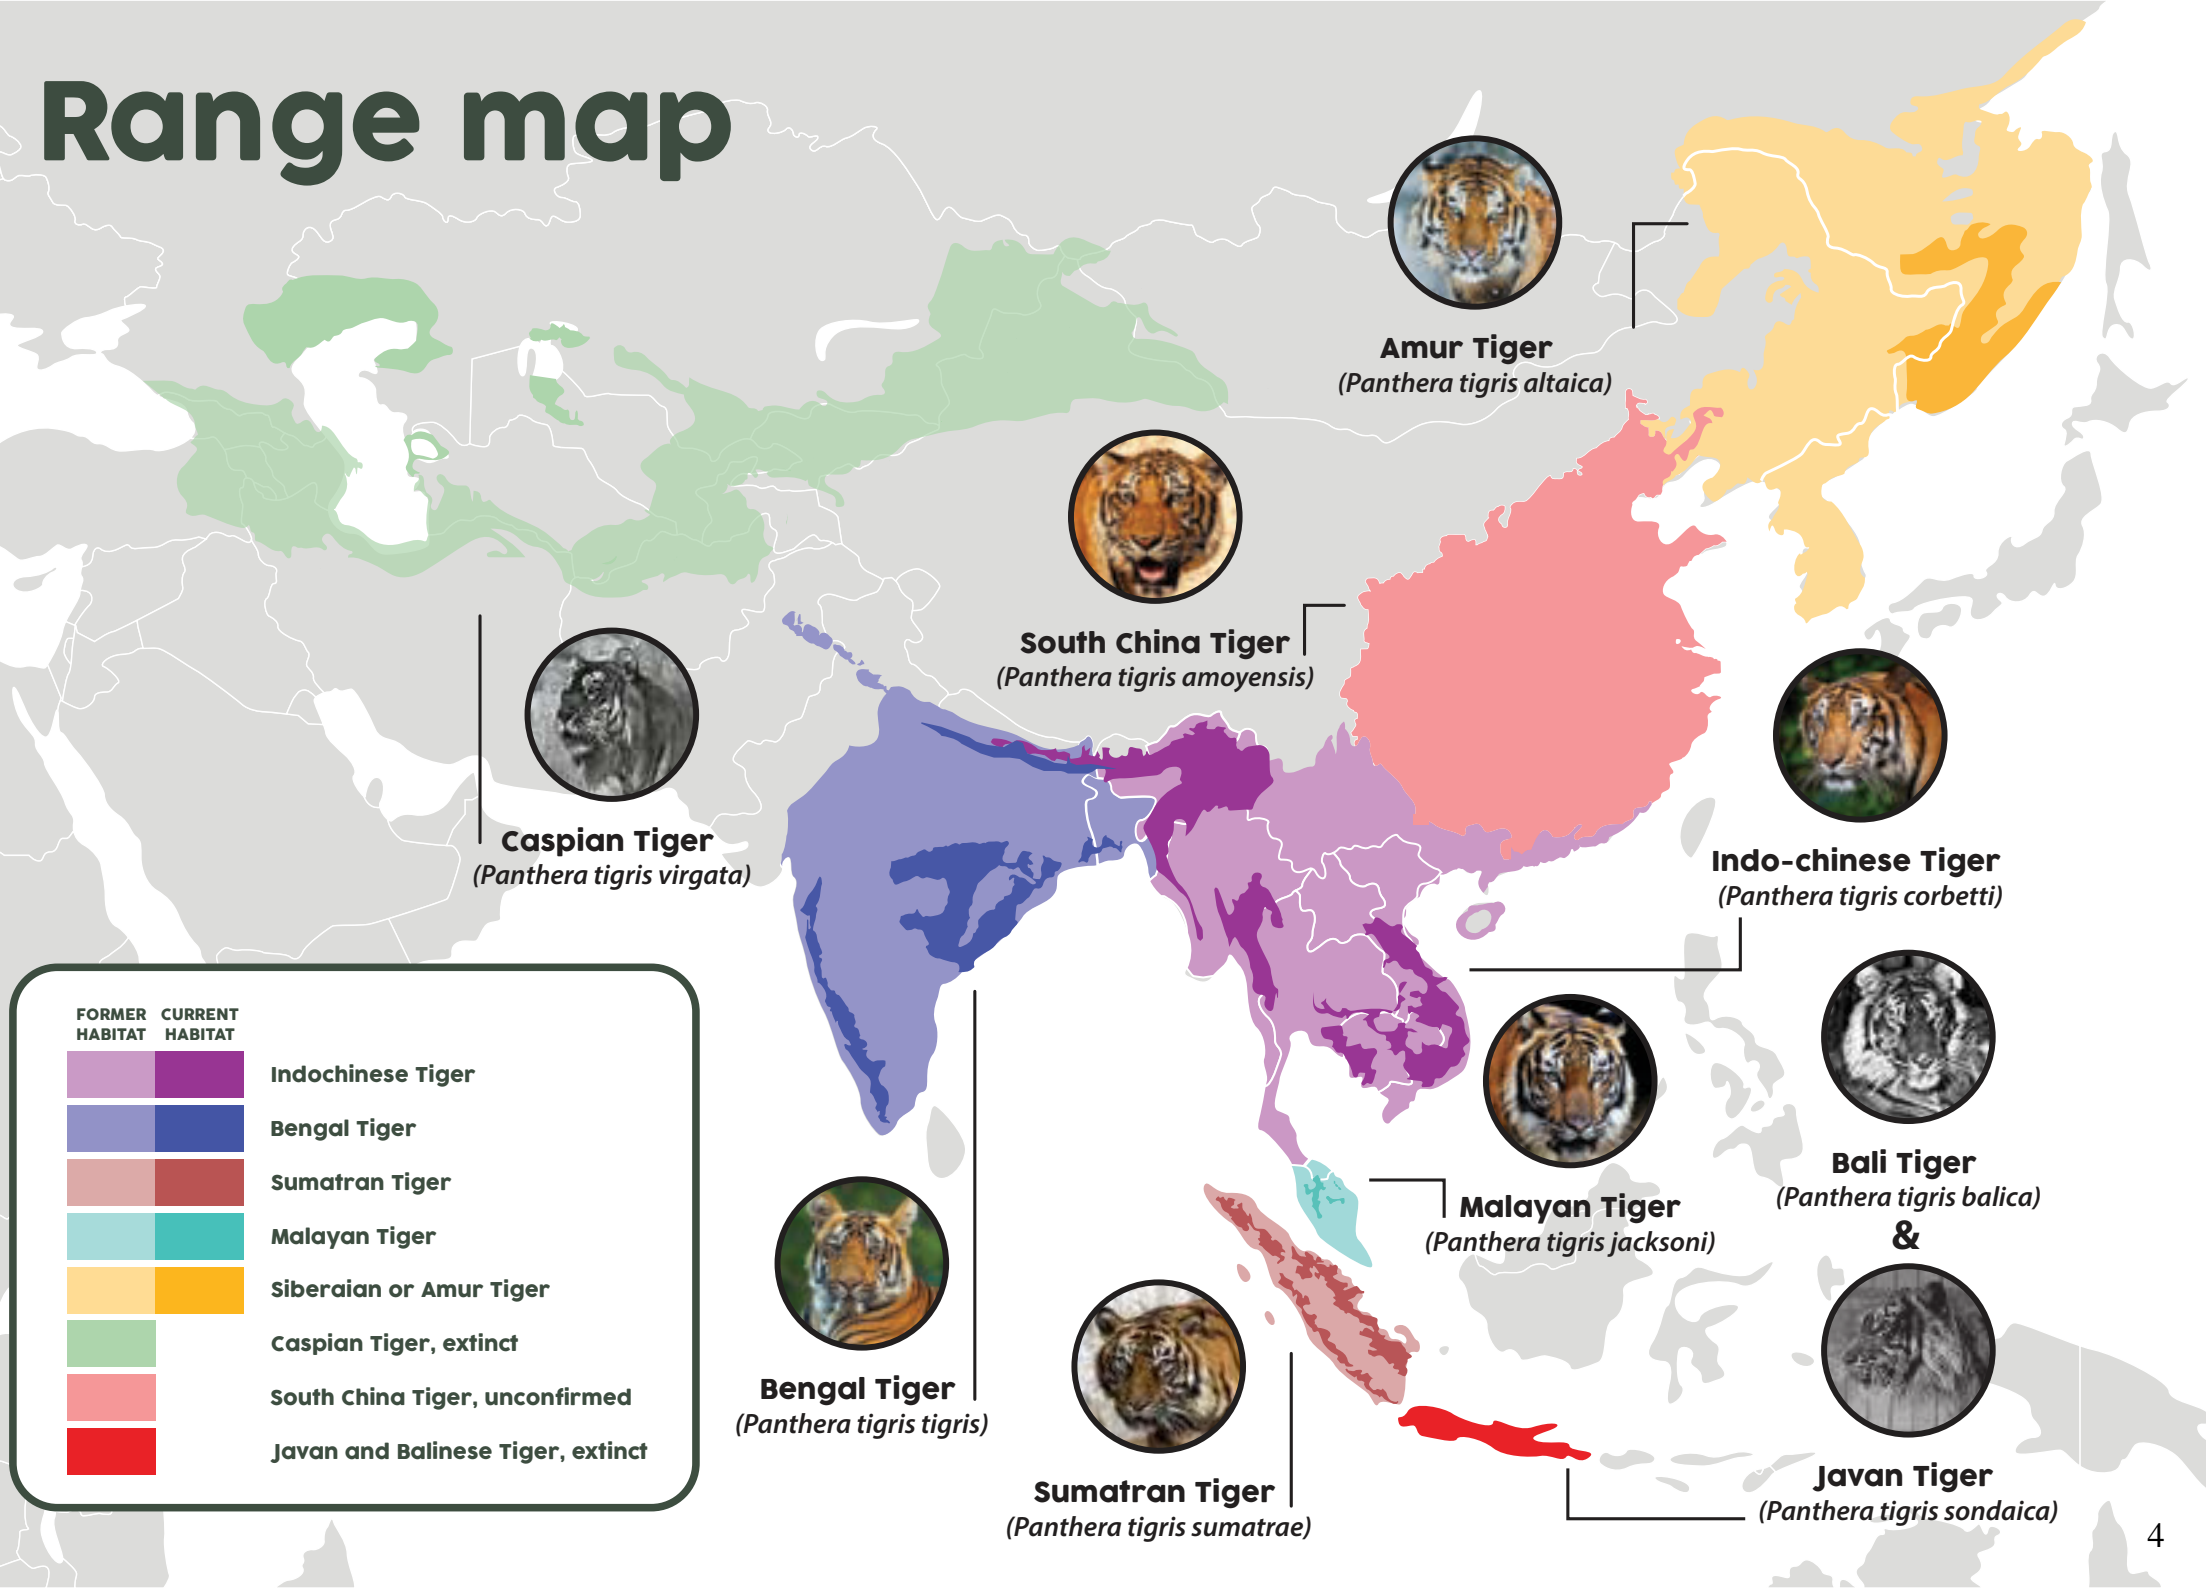 Range map
Amur Tiger
(Panthera tigris altaica)
South China Tiger
(Panthera tigris amoyensis)
Caspian Tiger
(Panthera tigris virgata)
Indo-chinese Tiger
(Panthera tigris corbetti)
Bali Tiger
(Panthera tigris balica)
&
Javan Tiger
(Panthera tigris sondaica)
Malayan Tiger
(Panthera tigris jacksoni)
Bengal Tiger
(Panthera tigris tigris)
Sumatran Tiger
(Panthera tigris sumatrae)
FORMER HABITAT
CURRENT HABITAT
Indochinese Tiger
Bengal Tiger
Sumatran Tiger
Malayan Tiger
Siberaian or Amur Tiger
Caspian Tiger, extinct
South China Tiger, unconfirmed
Javan and Balinese Tiger, extinct
4